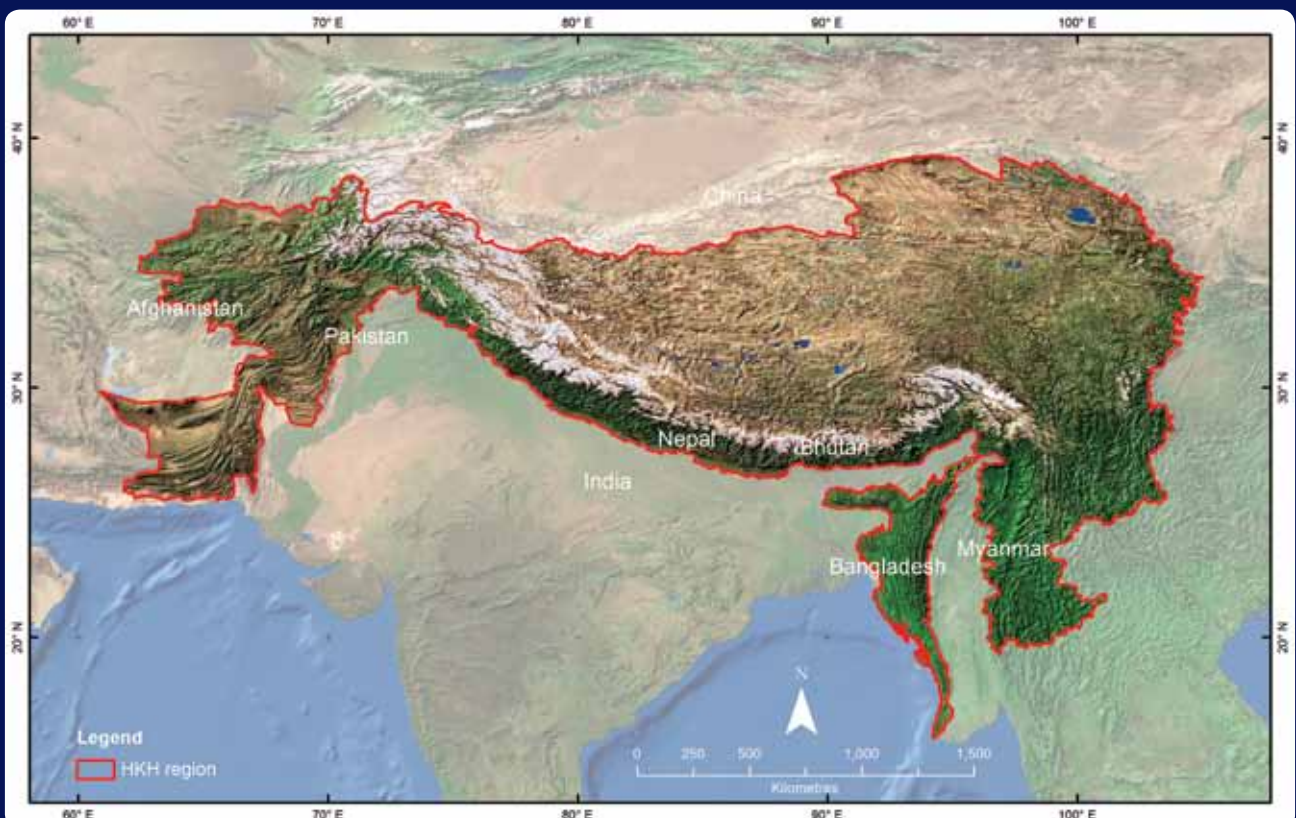 60° E 70° E 80° E 90° E 100° E
40° N 40° N
China
Afghanistan
Pakistan
30° N 30° N
Nepal
Bhutan
India
Myanmar
Bangladesh
20° N 20° N
N
Legend
HKH region
0 250 500 1,000 1,500
Kilometres
60° E 70° E 80° E 90° E 100° E